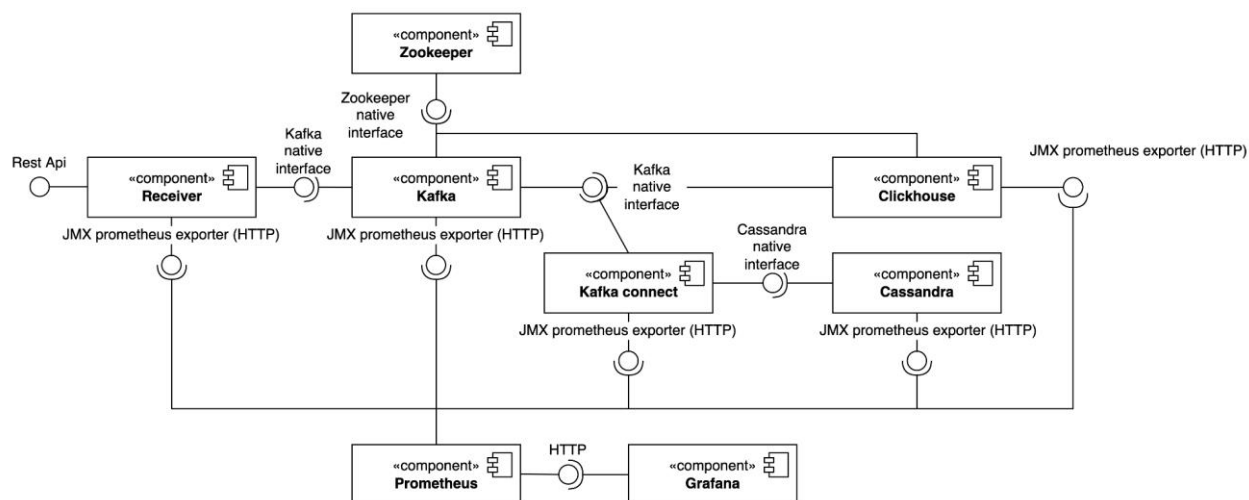 «component»
Zookeeper
Zookeeper
native
interface
Kafka
native
interface
Rest Api
«component»
Receiver
«component»
Kafka
Kafka
native
interface
«component»
Clickhouse
JMX prometheus exporter (HTTP)
JMX prometheus exporter (HTTP)
JMX prometheus exporter (HTTP)
Cassandra
native
interface
«component»
Kafka connect
«component»
Cassandra
JMX prometheus exporter (HTTP)
JMX prometheus exporter (HTTP)
«component»
Prometheus
HTTP
«component»
Grafana